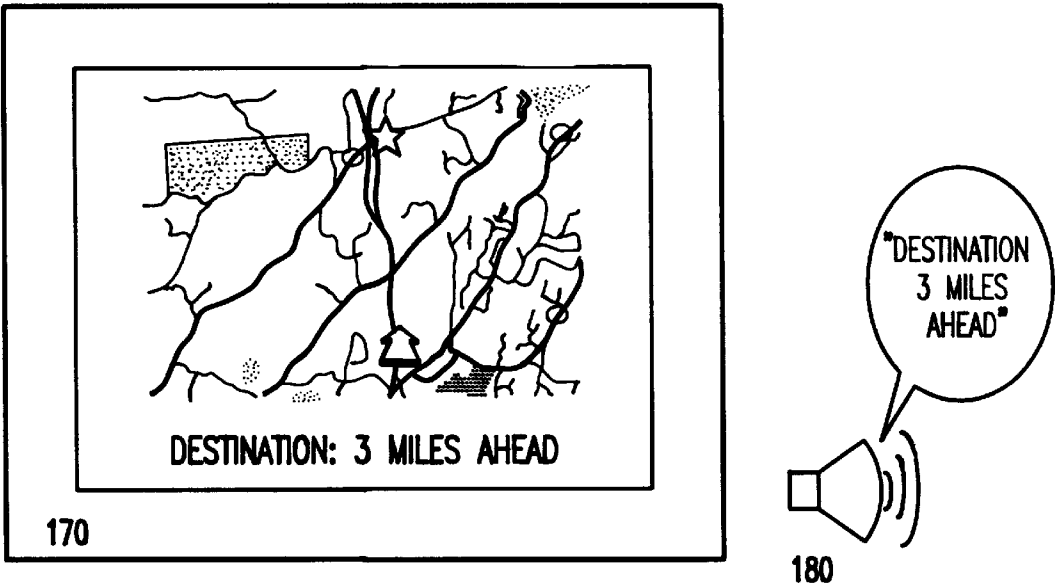 DESTINATION: 3 MILES AHEAD
170
"DESTINATION
3 MILES
AHEAD"
180